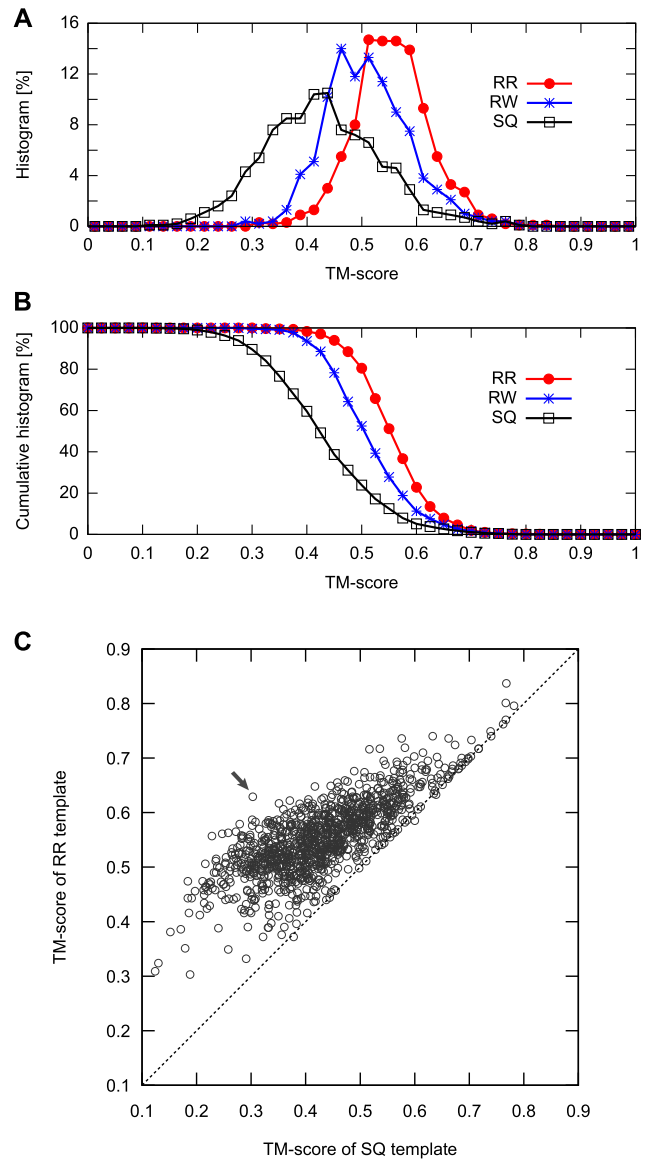 A
Histogram [%]
16
12
8
4
0
RR
RW
SQ
0 0.1 0.2 0.3 0.4 0.5 0.6 0.7 0.8 0.9 1
TM-score
B
Cumulative histogram [%]
100
80
60
40
20
0
RR
RW
SQ
0 0.1 0.2 0.3 0.4 0.5 0.6 0.7 0.8 0.9 1
TM-score
C
TM-score of RR template
0.9
0.8
0.7
0.6
0.5
0.4
0.3
0.2
0.1
0.1 0.2 0.3 0.4 0.5 0.6 0.7 0.8 0.9
TM-score of SQ template